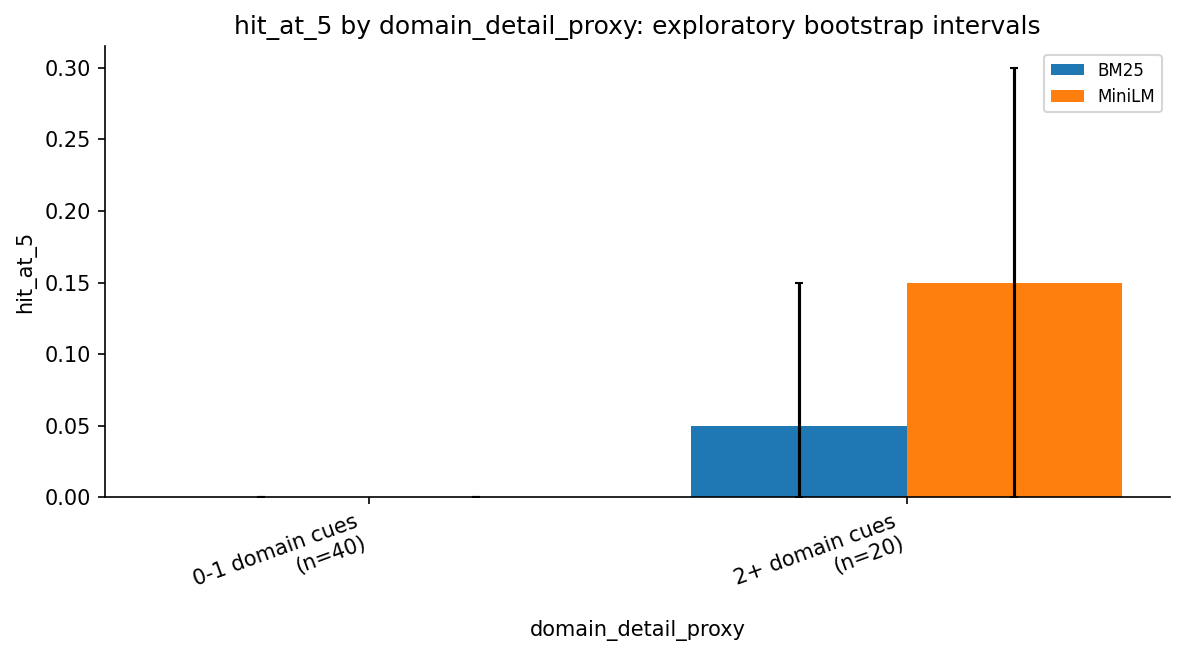 hit_at_5 by domain_detail_proxy: exploratory bootstrap intervals
BM25
MiniLM
hit_at_5
0.30
0.25
0.20
0.15
0.10
0.05
0.00
0-1 domain cues
(n=40)
2+ domain cues
(n=20)
domain_detail_proxy